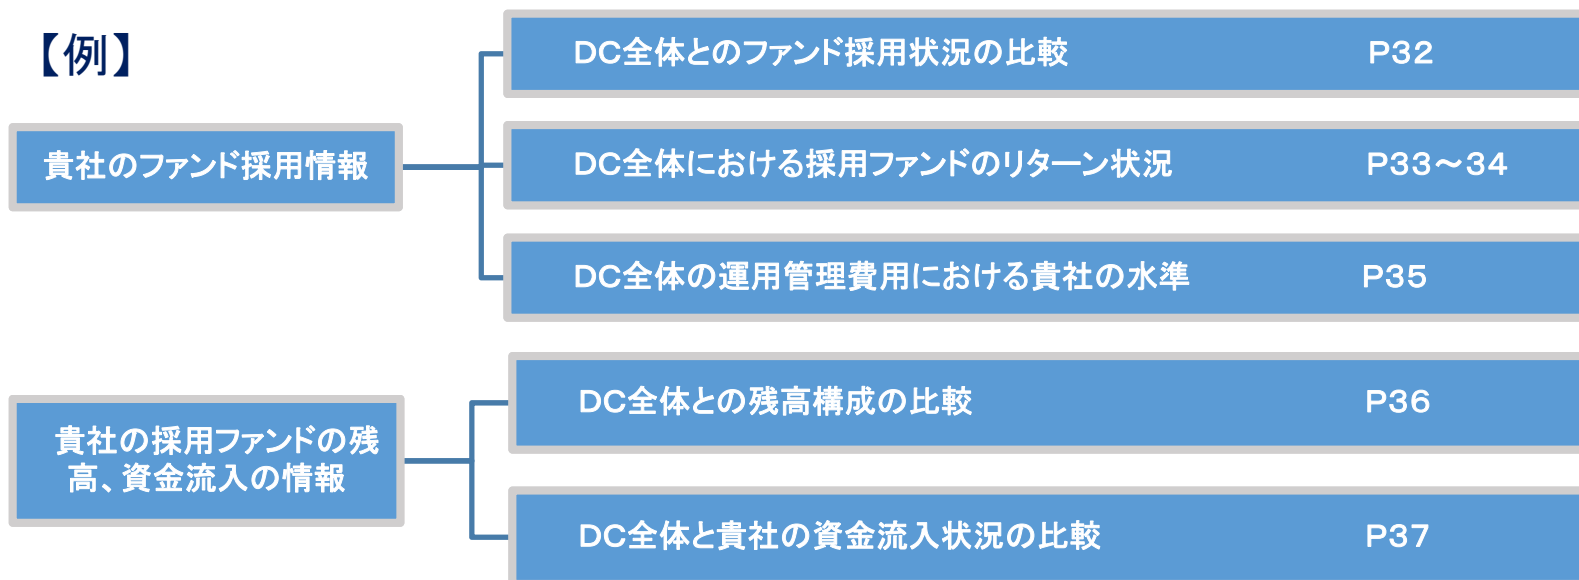 【例】
貴社のファンド採用情報
DC全体とのファンド採用状況の比較 P32
DC全体における採用ファンドのリターン状況 P33～34
DC全体の運用管理費用における貴社の水準 P35
貴社の採用ファンドの残
高、資金流入の情報
DC全体との残高構成の比較 P36
DC全体と貴社の資金流入状況の比較 P37